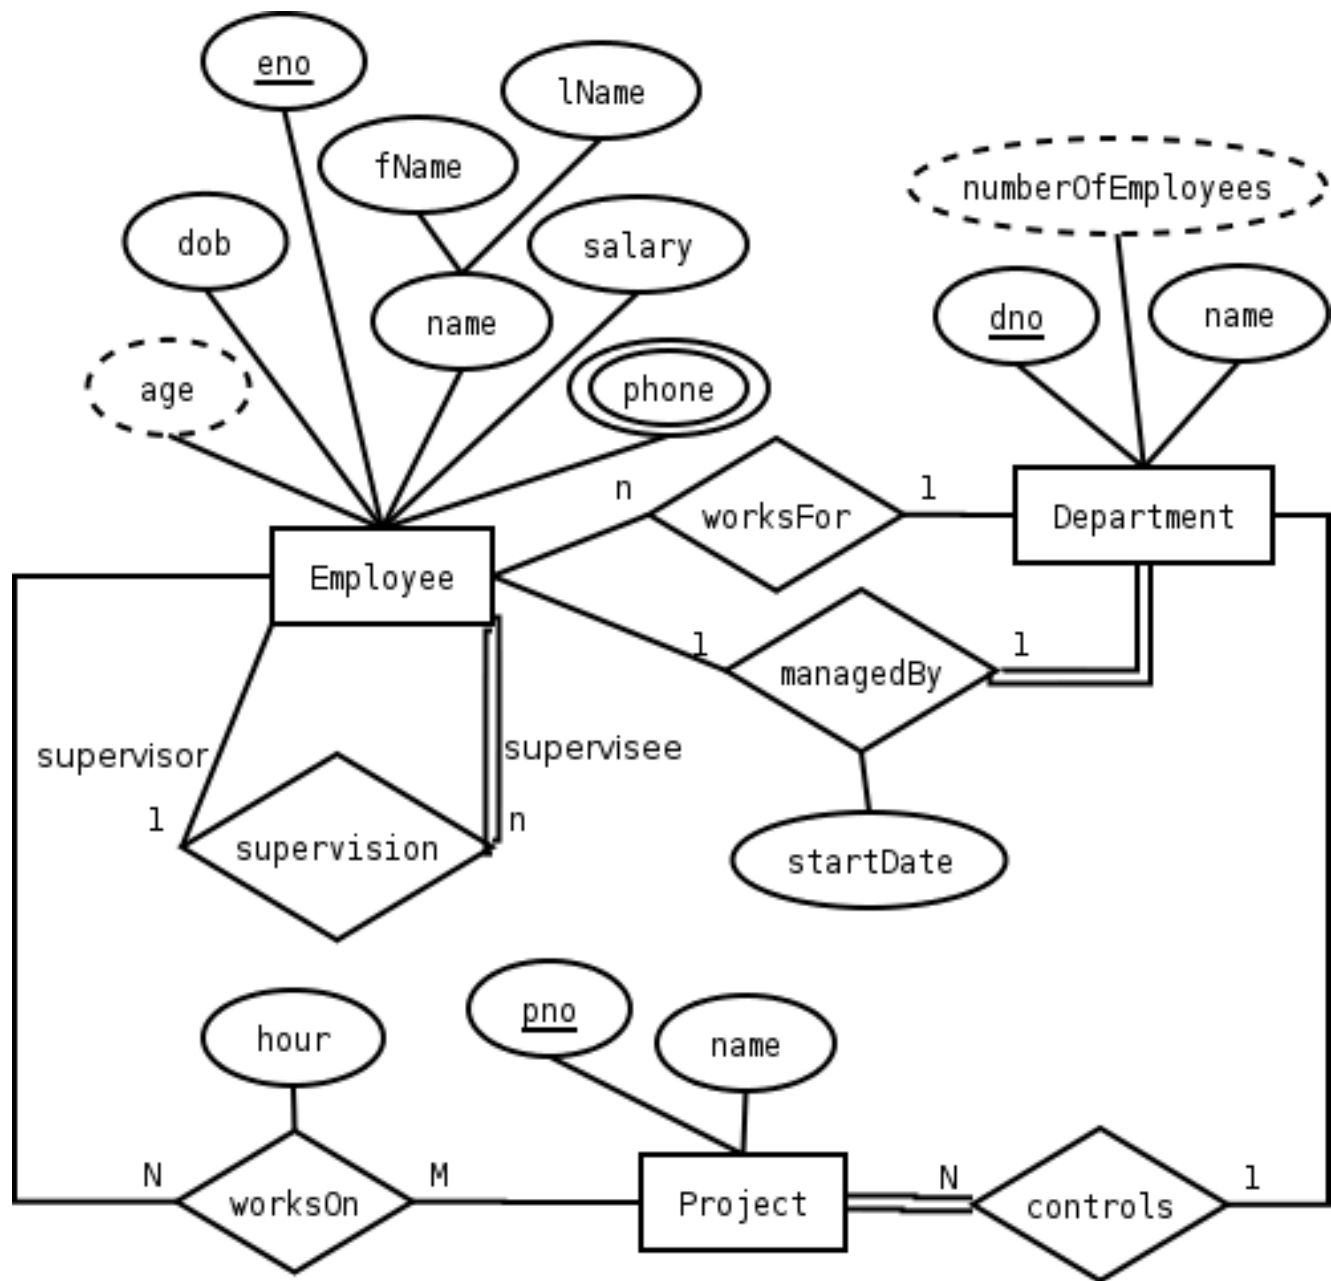 eno
lName
fName
numberOfEmployees
dob
salary
dno
name
name
age
phone
n
1
worksFor
Department
Employee
1
1
managedBy
supervisor
supervisee
1
n
supervision
startDate
pno
hour
name
N
M
N
1
worksOn
Project
controls